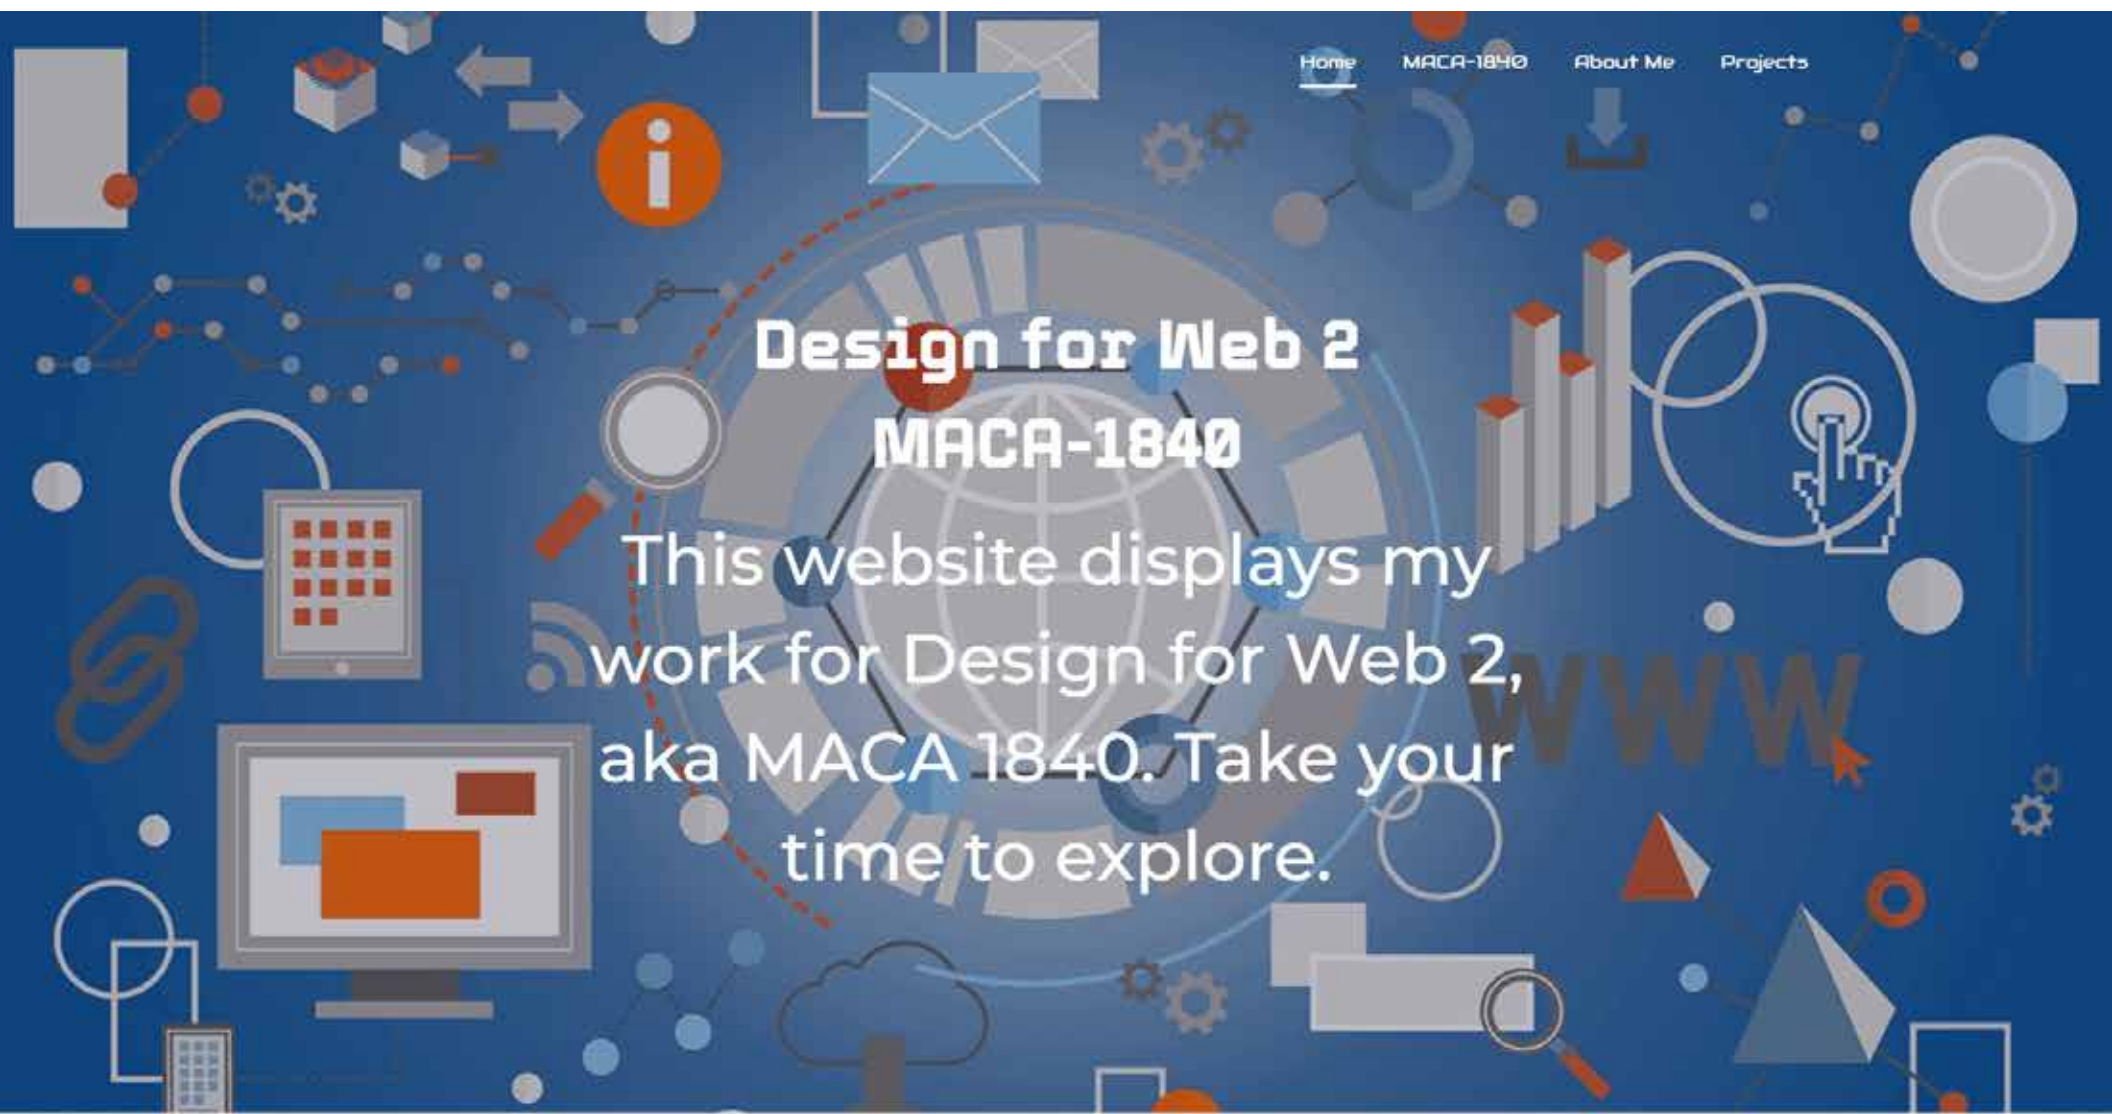 Home MACA-1840 About Me Projects
Design for Web 2
MACA-1840
This website displays my
work for Design for Web 2,
aka MACA 1840. Take your
time to explore.
WWW